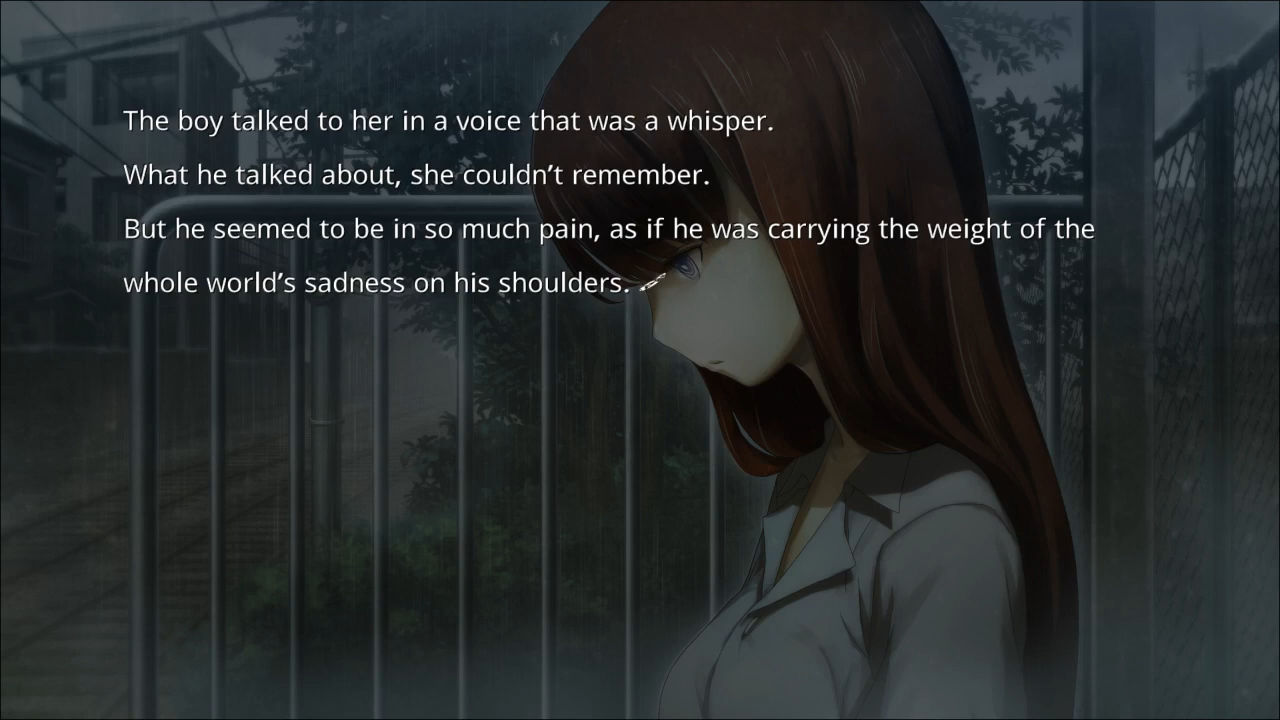 The boy talked to her in a voice that was a whisper.
What he talked about, she couldn’t remember.
But he seemed to be in so much pain, as if he was carrying the weight of the
whole world’s sadness on his shoulders.